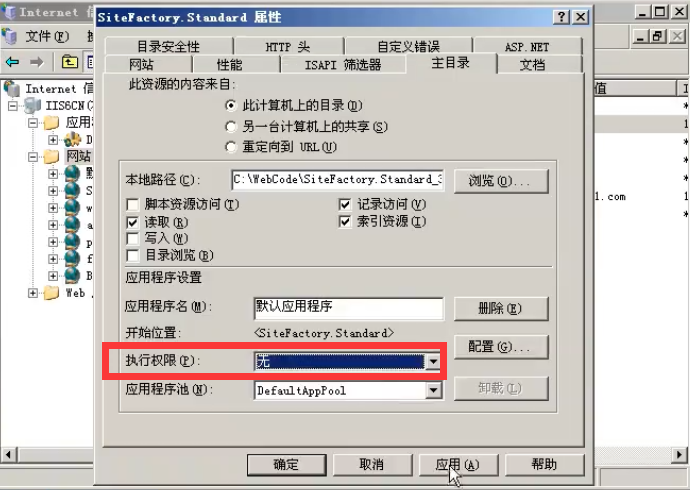 Internet 信
SiteFactory.Standard 属性
文件(F)
目录安全性 HTTP 头 自定义错误 ASP.NET
网站 性能 ISAPI 筛选器 主目录 文档
此资源的内容来自:
此计算机上的目录(D)
另一台计算机上的共享(S)
重定向到 URL(U)
本地路径(C): C:\WebCode\SiteFactory.Standard_3 浏览(O)...
脚本资源访问(T) 记录访问(V)
读取(R) 索引资源(I)
写入(W)
目录浏览(B)
应用程序设置
应用程序名(M): 默认应用程序 删除(E)
开始位置: <SiteFactory.Standard>
配置(G)...
执行权限(P): 无
应用程序池(N): DefaultAppPool 卸载(L)
确定 取消 应用(A) 帮助
Internet 信
IIS6CN(
应用
D
网站
默
S
w
a
p
f
B
Web
值
1.com